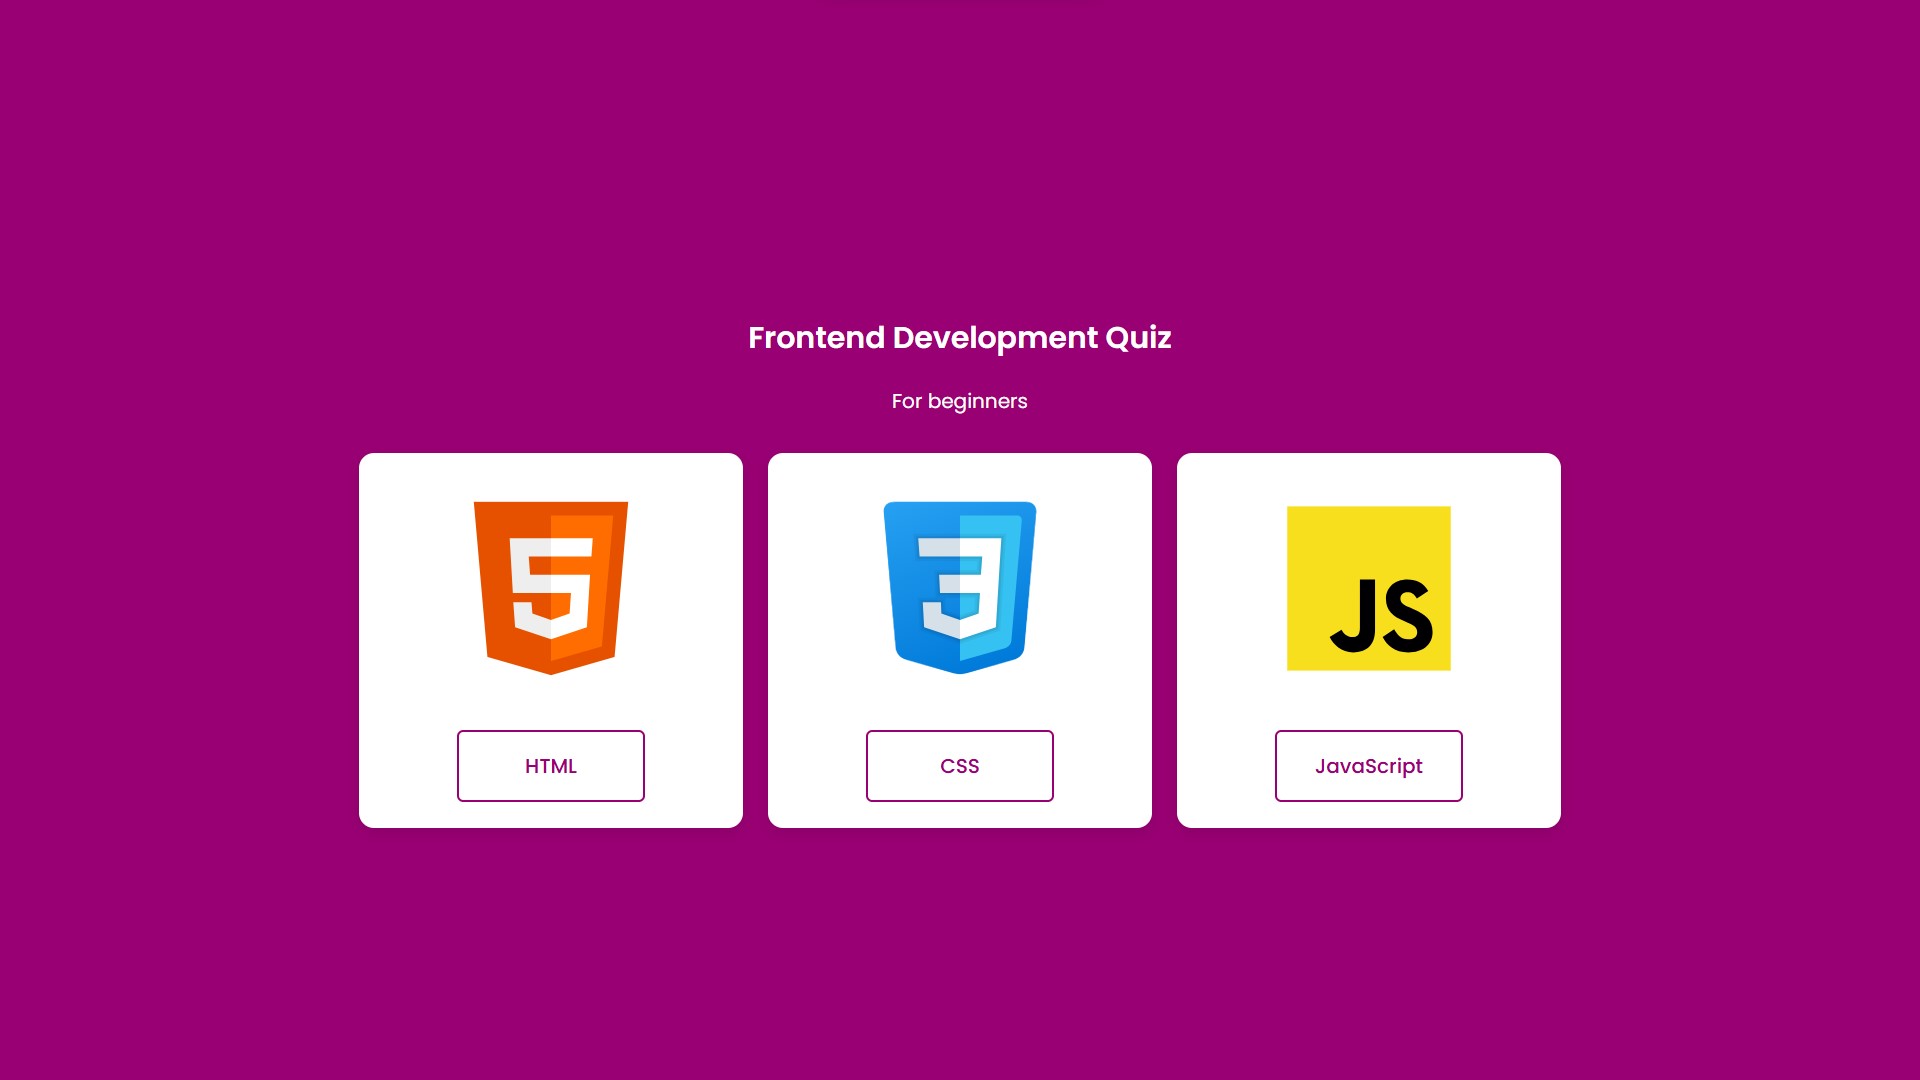 Frontend Development Quiz
For beginners
5
3
JS
HTML
CSS
JavaScript